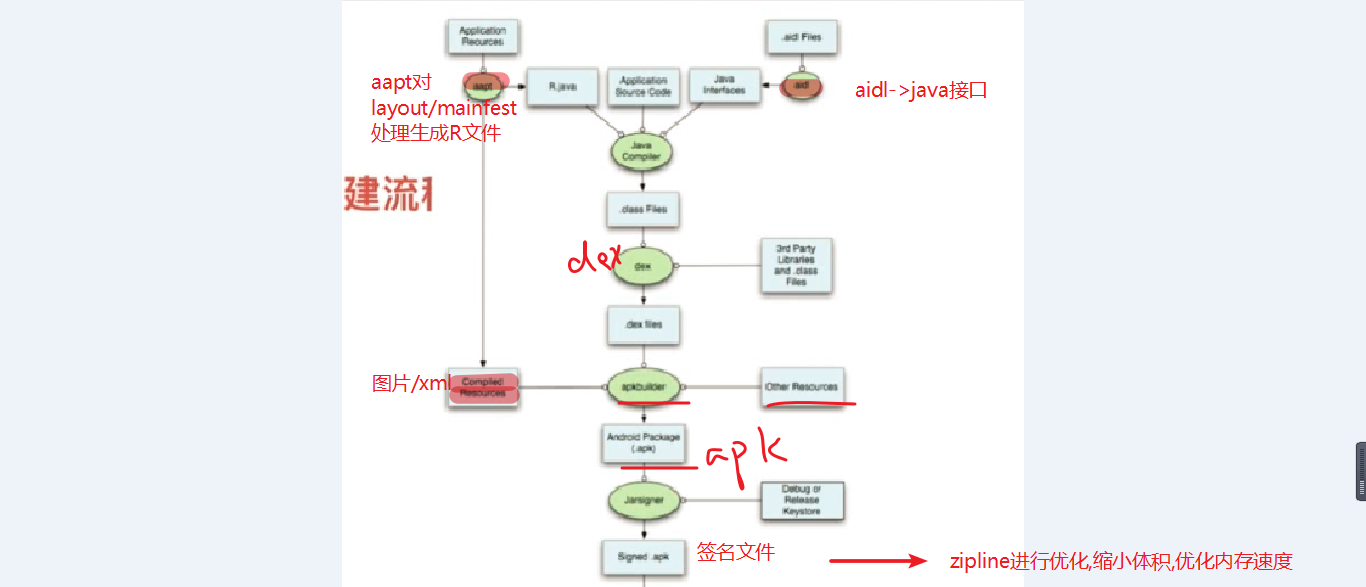 Application
Resources
.aidl Files
aapt对
layout/mainfest
处理生成R文件
aapt
R.java
Application
Source Code
Java
Interfaces
aidl
aidl->java接口
Java
Compiler
建流
.class Files
dex
dex
3rd Party
Libraries
and .class
Files
.dex files
图片/xml
Compiled
Resources
apkbuilder
Other Resources
Android Package
(.apk)
apk
Jarsigner
Debug or
Release
Keystore
Signed .apk
签名文件
zipline进行优化,缩小体积,优化内存速度